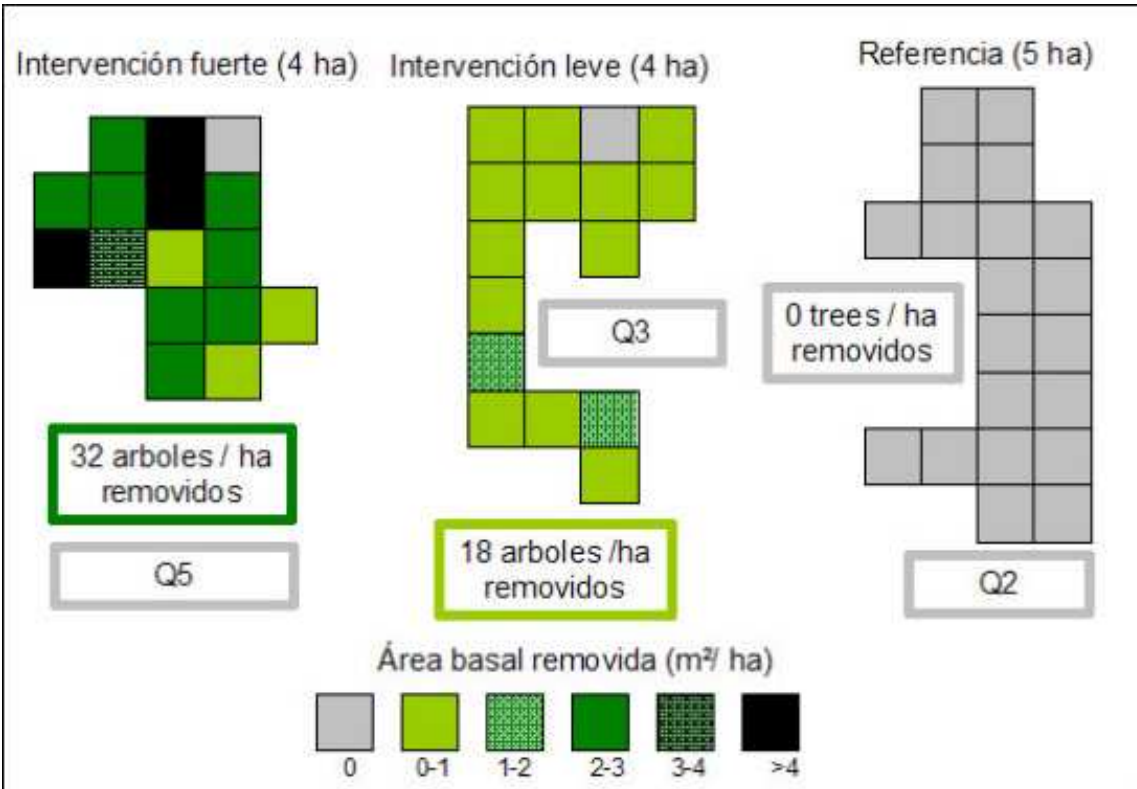 Intervención fuerte (4 ha)
Intervención leve (4 ha)
Referencia (5 ha)
Q3
0 trees / ha
removidos
32 arboles / ha
removidos
Q5
18 arboles /ha
removidos
Q2
Área basal removida (m²/ ha)
0
0-1
1-2
2-3
3-4
>4